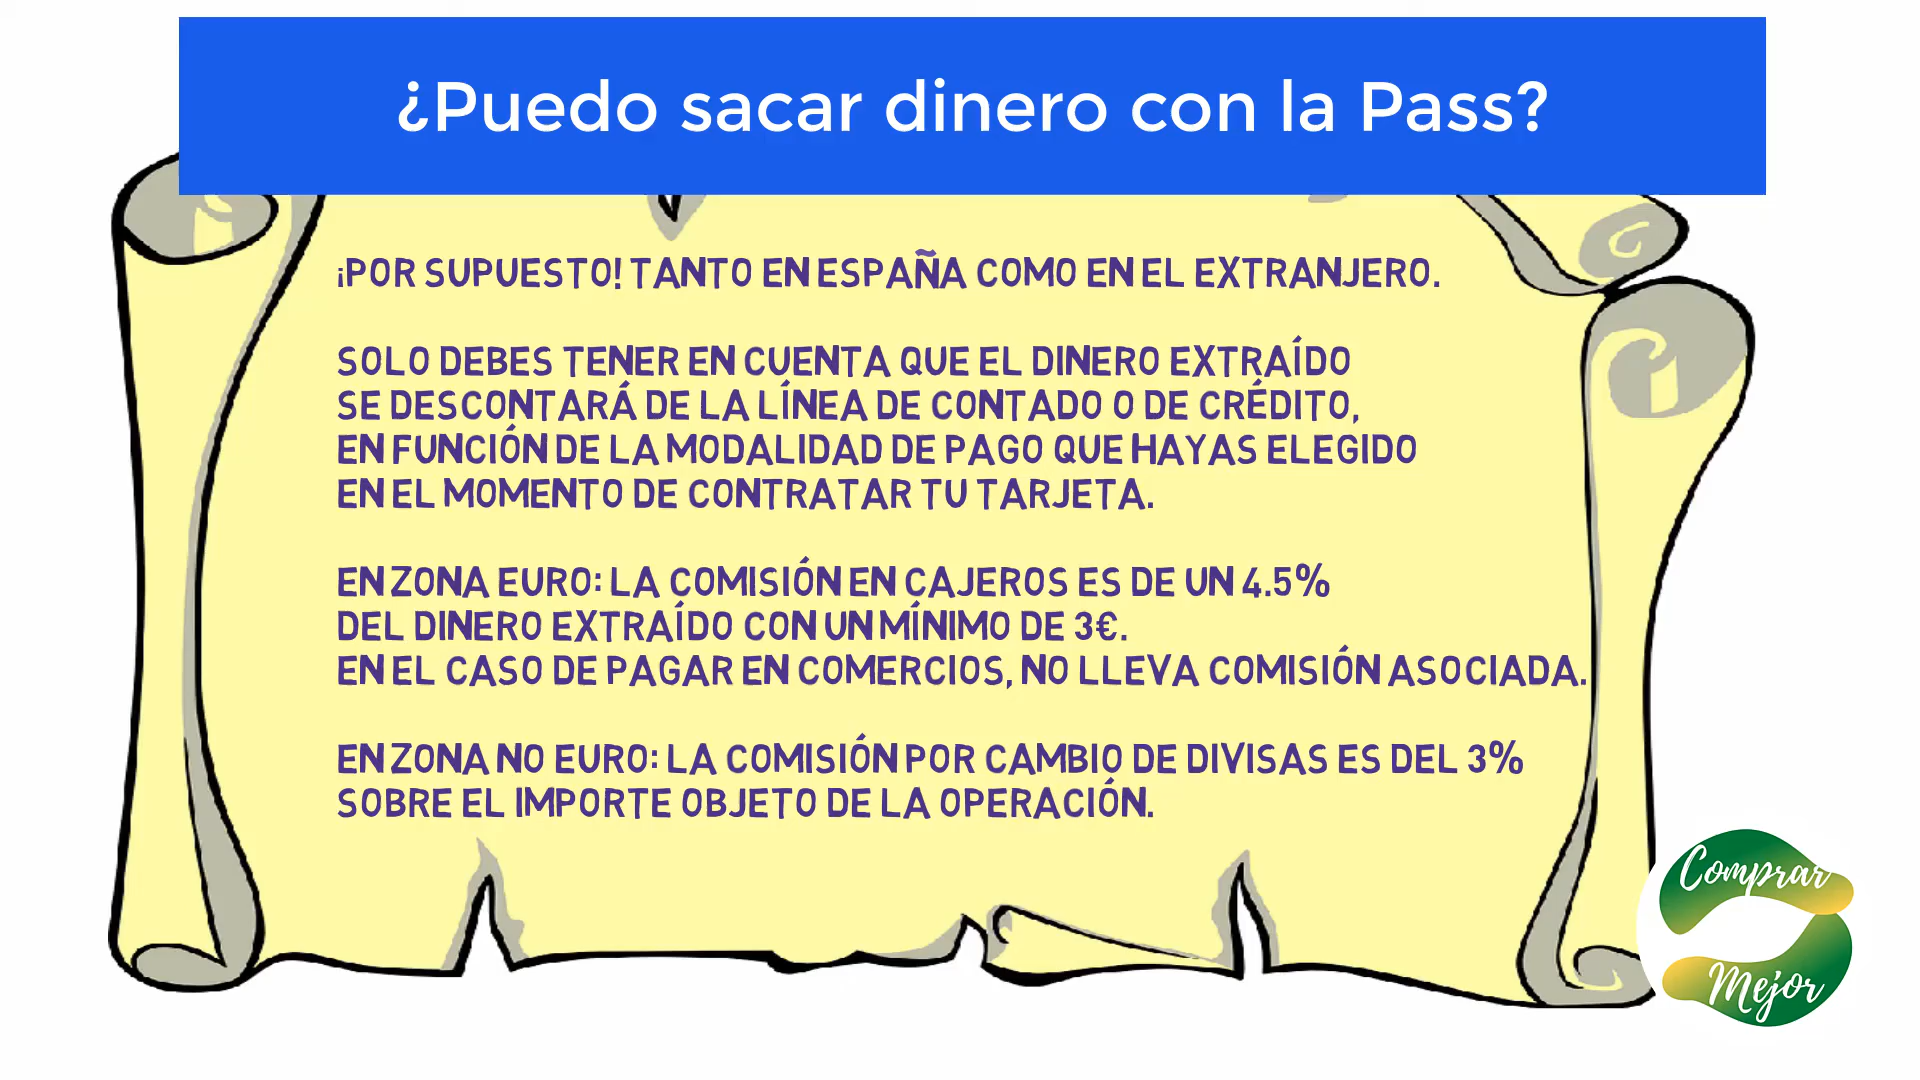 ¿Puedo sacar dinero con la Pass?
¡POR SUPUESTO! TANTO EN ESPAÑA COMO EN EL EXTRANJERO.
SOLO DEBES TENER EN CUENTA QUE EL DINERO EXTRAÍDO
SE DESCONTARÁ DE LA LÍNEA DE CONTADO O DE CRÉDITO,
EN FUNCIÓN DE LA MODALIDAD DE PAGO QUE HAYAS ELEGIDO
EN EL MOMENTO DE CONTRATAR TU TARJETA.
EN ZONA EURO: LA COMISIÓN EN CAJEROS ES DE UN 4.5%
DEL DINERO EXTRAÍDO CON UN MÍNIMO DE 3€.
EN EL CASO DE PAGAR EN COMERCIOS, NO LLEVA COMISIÓN ASOCIADA.
EN ZONA NO EURO: LA COMISIÓN POR CAMBIO DE DIVISAS ES DEL 3%
SOBRE EL IMPORTE OBJETO DE LA OPERACIÓN.
Comprar
Mejor